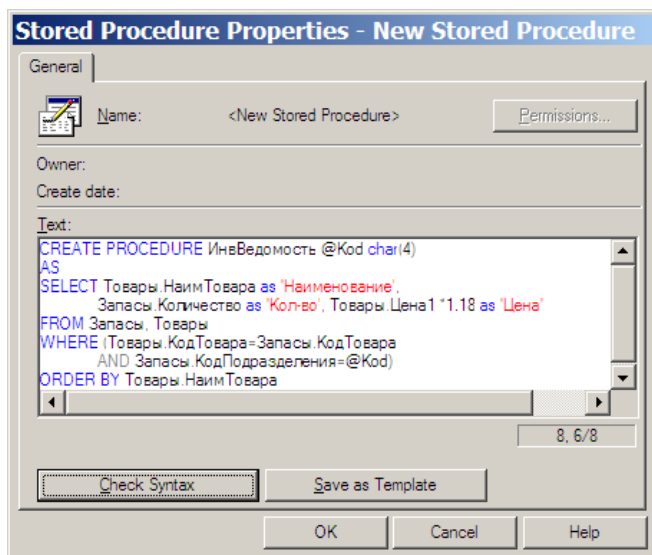 Stored Procedure Properties - New Stored Procedure
General
Name: <New Stored Procedure> Permissions...
Owner:
Create date:
Text:
CREATE PROCEDURE ИнвВедомость @Kod char(4)
AS
SELECT Товары.НаимТовара as 'Наименование',
Запасы.Количество as 'Кол-во', Товары.Цена1 *1.18 as 'Цена'
FROM Запасы, Товары
WHERE (Товары.КодТовара=Запасы.КодТовара
AND Запасы.КодПодразделения=@Kod)
ORDER BY Товары.НаимТовара
8, 6/8
Check Syntax Save as Template
OK Cancel Help